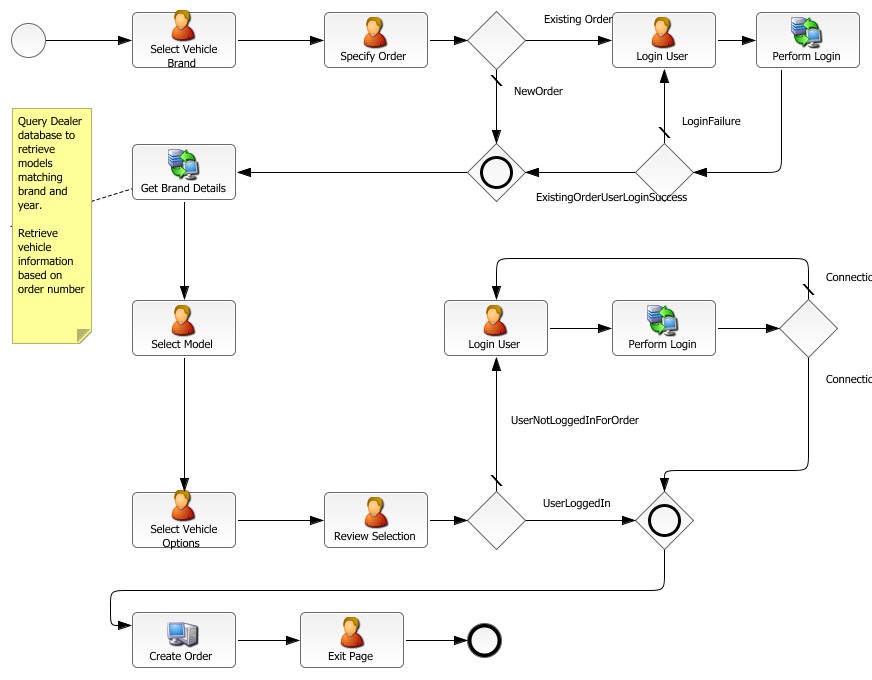 Existing Order
Select Vehicle
Brand
Specify Order
Login User
Perform Login
NewOrder
LoginFailure
Query Dealer
database to
retrieve
models
matching
brand and
year.
Retrieve
vehicle
information
based on
order number
Get Brand Details
ExistingOrderUserLoginSuccess
Connectio
Select Model
Login User
Perform Login
Connectio
UserNotLoggedInForOrder
UserLoggedIn
Select Vehicle
Options
Review Selection
Create Order
Exit Page